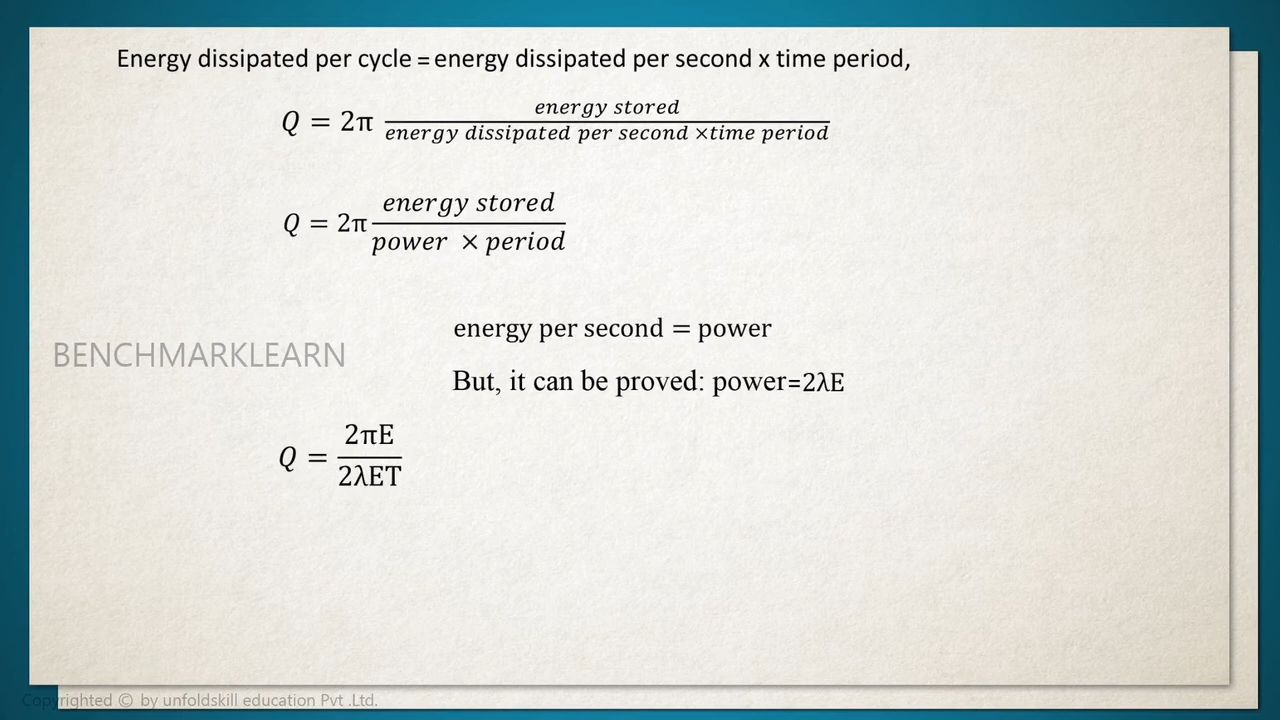 Energy dissipated per cycle = energy dissipated per second x time period,
Q = 2π energy stored / energy dissipated per second ×time period
Q = 2π energy stored / power × period
energy per second = power
BENCHMARKLEARN
But, it can be proved: power=2λE
Q = 2πE / 2λET
Copyrighted © by unfoldskill education Pvt .Ltd.